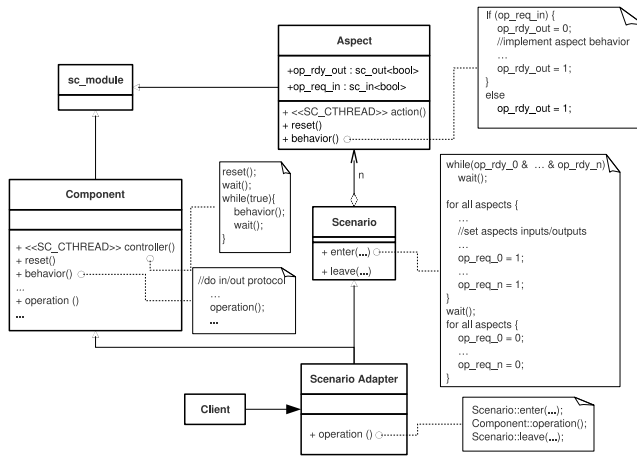 Aspect
+op_rdy_out : sc_out<bool>
+op_req_in : sc_in<bool>
+ <<SC_CTHREAD>> action()
+ reset()
+ behavior()
If (op_req_in) {
op_rdy_out = 0;
//implement aspect behavior
...
op_rdy_out = 1;
}
else
op_rdy_out = 1;
sc_module
n
Component
+ <<SC_CTHREAD>> controller()
+ reset()
+ behavior()
...
+ operation ()
...
reset();
wait();
while(true){
behavior();
wait();
}
//do in/out protocol
...
operation();
...
Scenario
+ enter(...)
+ leave(...)
while(op_rdy_0 & ... & op_rdy_n)
wait();
for all aspects {
...
//set aspects inputs/outputs
op_req_0 = 1;
...
op_req_n = 1;
}
wait();
for all aspects {
op_req_0 = 0;
...
op_req_n = 0;
}
Scenario Adapter
+ operation ()
Client
Scenario::enter(...);
Component::operation();
Scenario::leave(...);